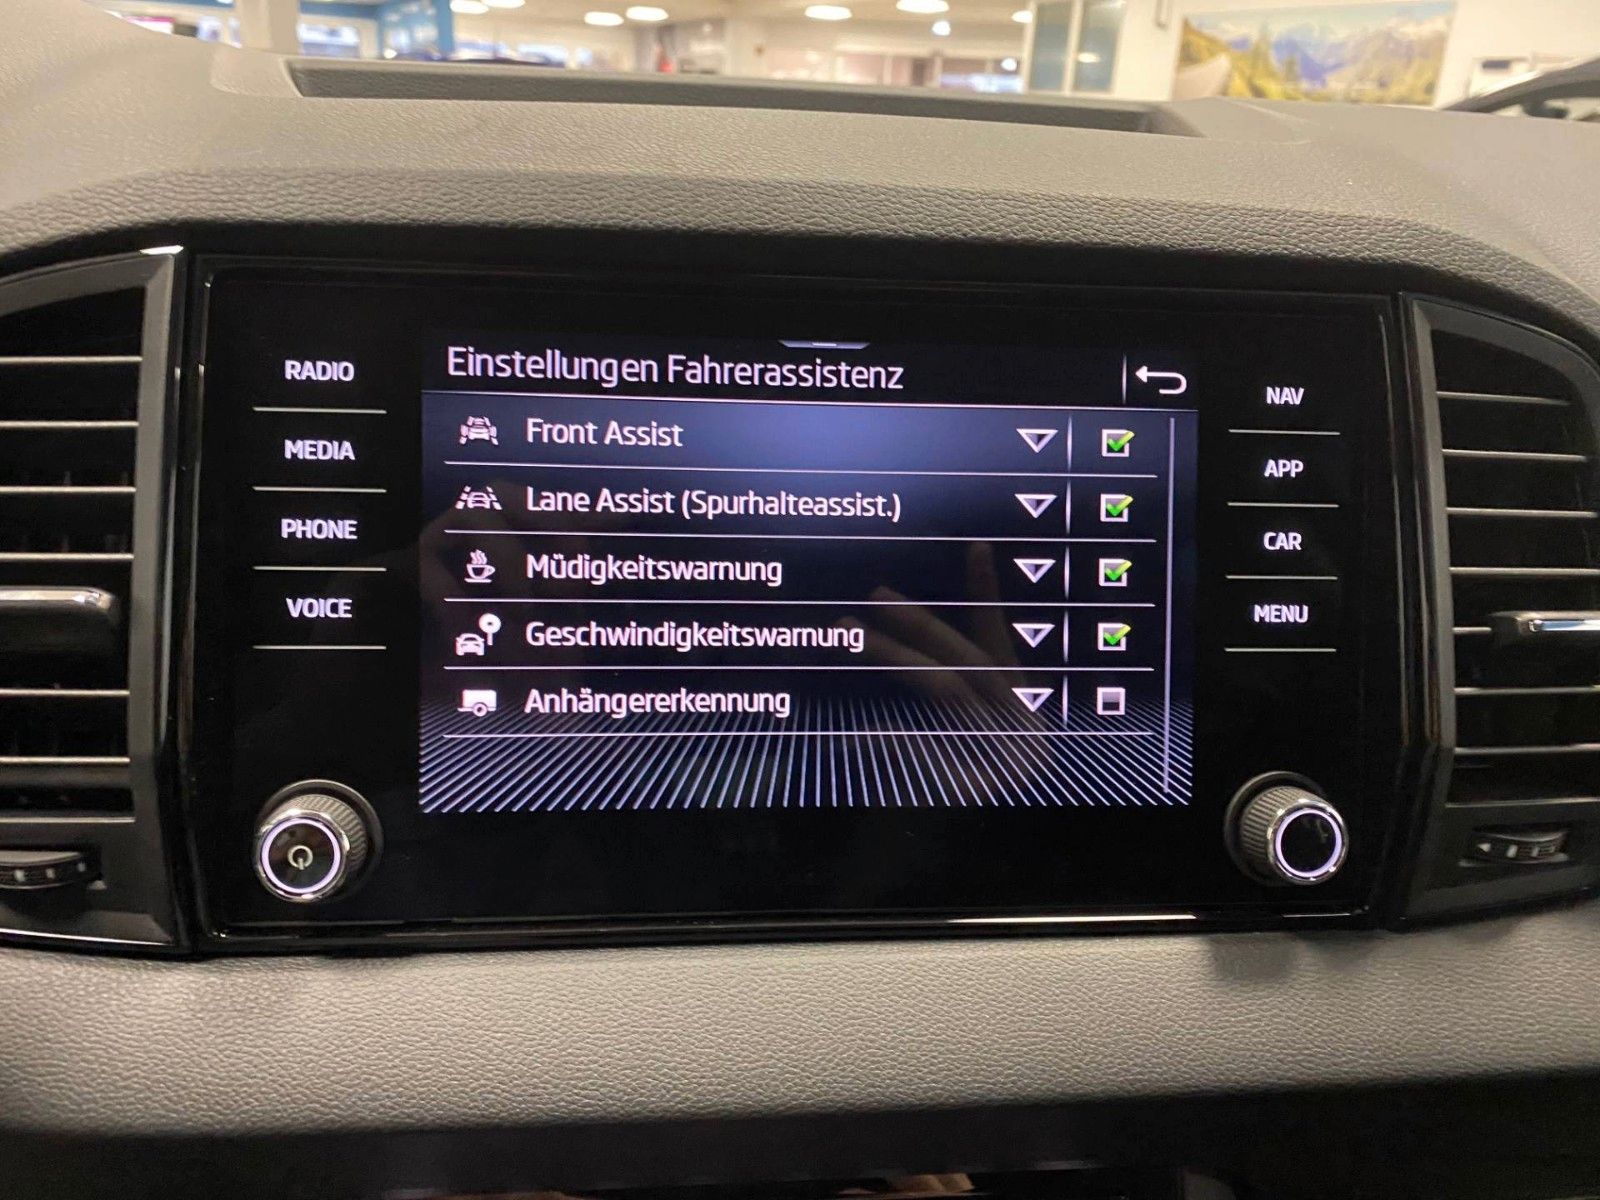 RADIO
MEDIA
PHONE
VOICE
Einstellungen Fahrerassistenz
Front Assist
Lane Assist (Spurhalteassist.)
Müdigkeitswarnung
Geschwindigkeitswarnung
Anhängererkennung
NAV
APP
CAR
MENU